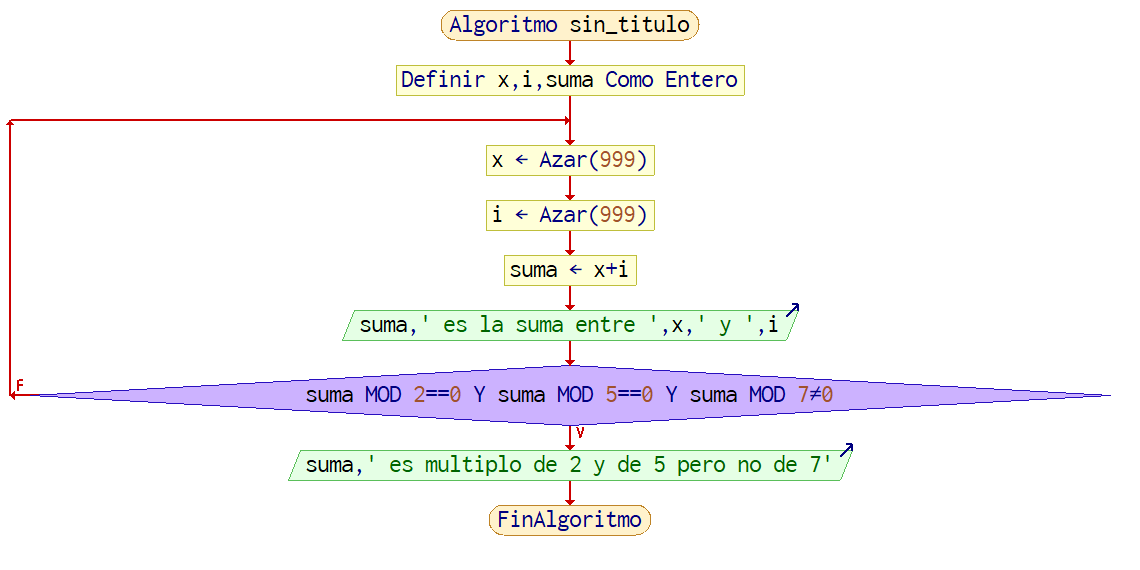 Algoritmo sin_titulo
Definir x,i,suma Como Entero
x ← Azar(999)
i ← Azar(999)
suma ← x+i
suma,' es la suma entre ',x,' y ',i
F
suma MOD 2==0 Y suma MOD 5==0 Y suma MOD 7≠0
V
suma,' es multiplo de 2 y de 5 pero no de 7'
FinAlgoritmo